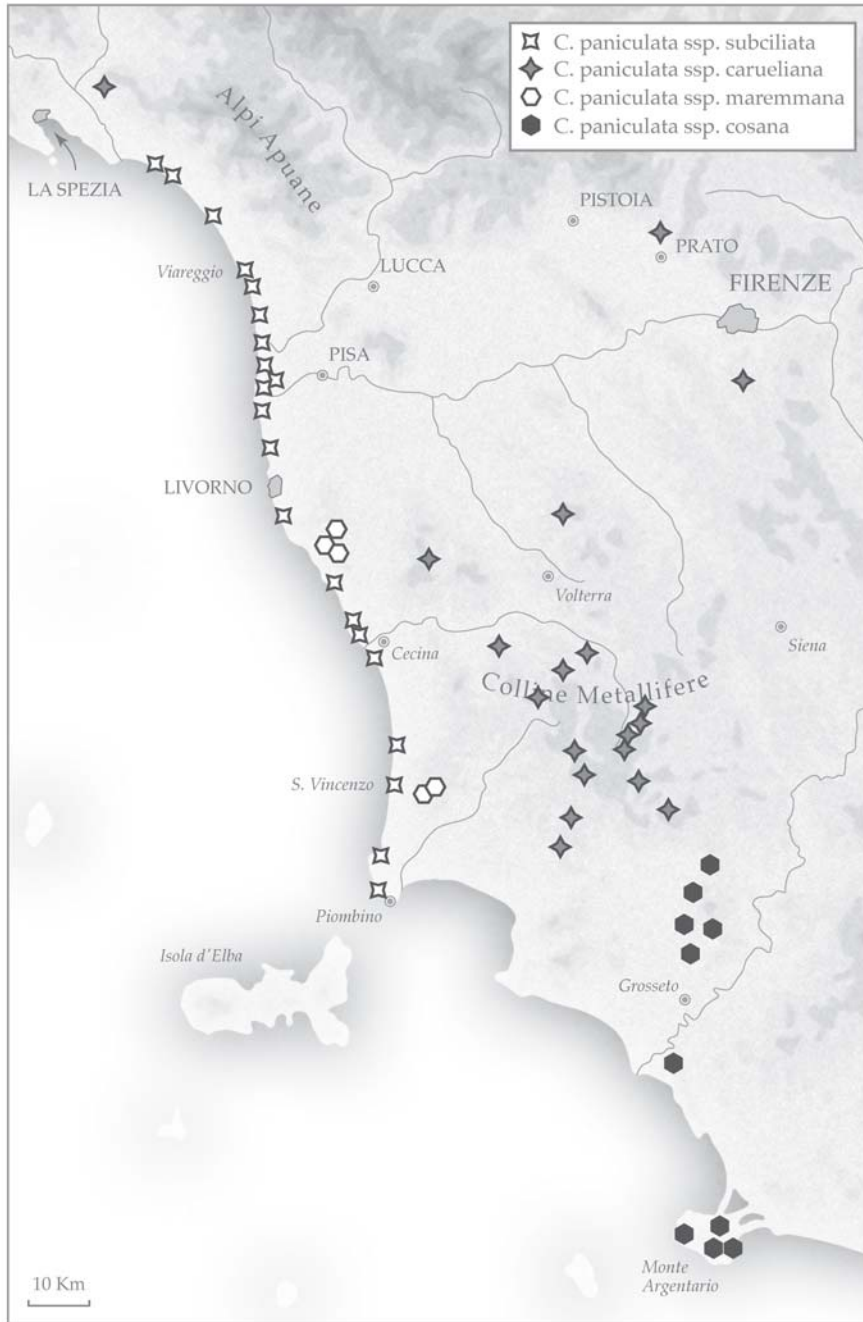 C. paniculata ssp. subciliata
C. paniculata ssp. carueliana
C. paniculata ssp. maremmana
C. paniculata ssp. cosana
Alpi Apuane
LA SPEZIA
PISTOIA
PRATO
Viareggio
LUCCA
FIRENZE
PISA
LIVORNO
Volterra
Siena
Cecina
Colline Metallifere
S. Vincenzo
Piombino
Isola d'Elba
Grosseto
Monte
Argentario
10 Km